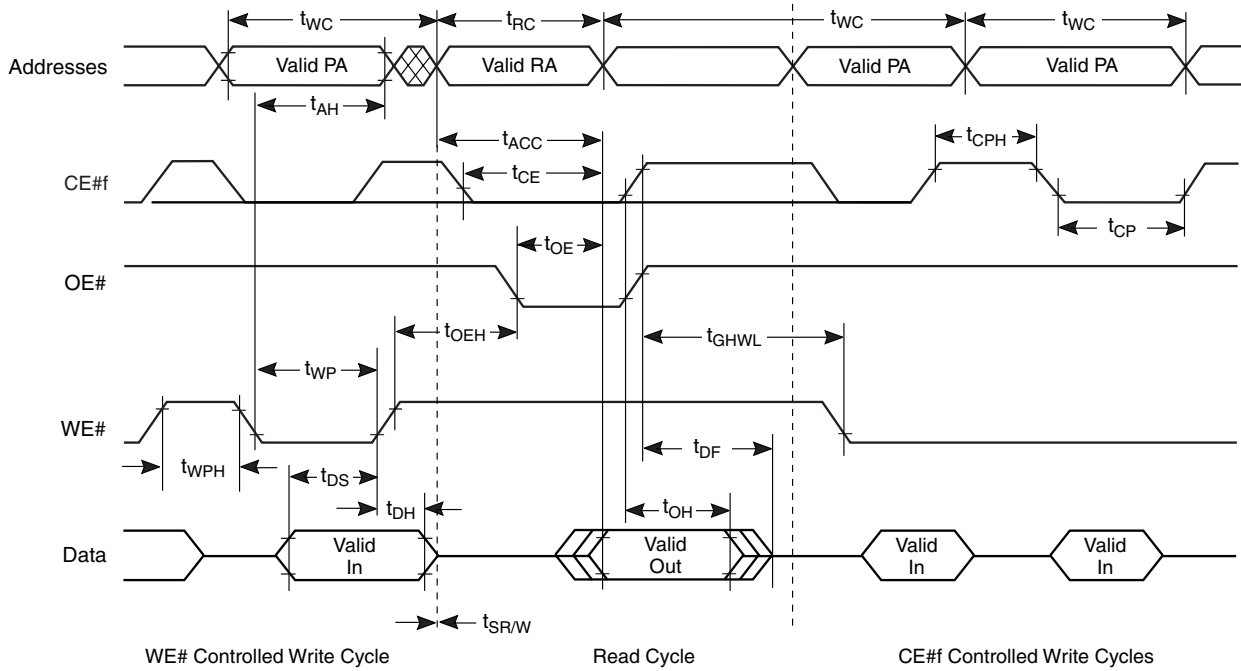 tWC tRC tWC tWC
Addresses Valid PA Valid RA Valid PA Valid PA
tAH
tACC tCPH
CE#f tCE
tOE tCP
OE#
tOEH tGHWL
tWP
WE#
tWPH tDS tDF
tDH tOH
Data Valid In Valid Out Valid In Valid In
tSR/W
WE# Controlled Write Cycle Read Cycle CE#f Controlled Write Cycles